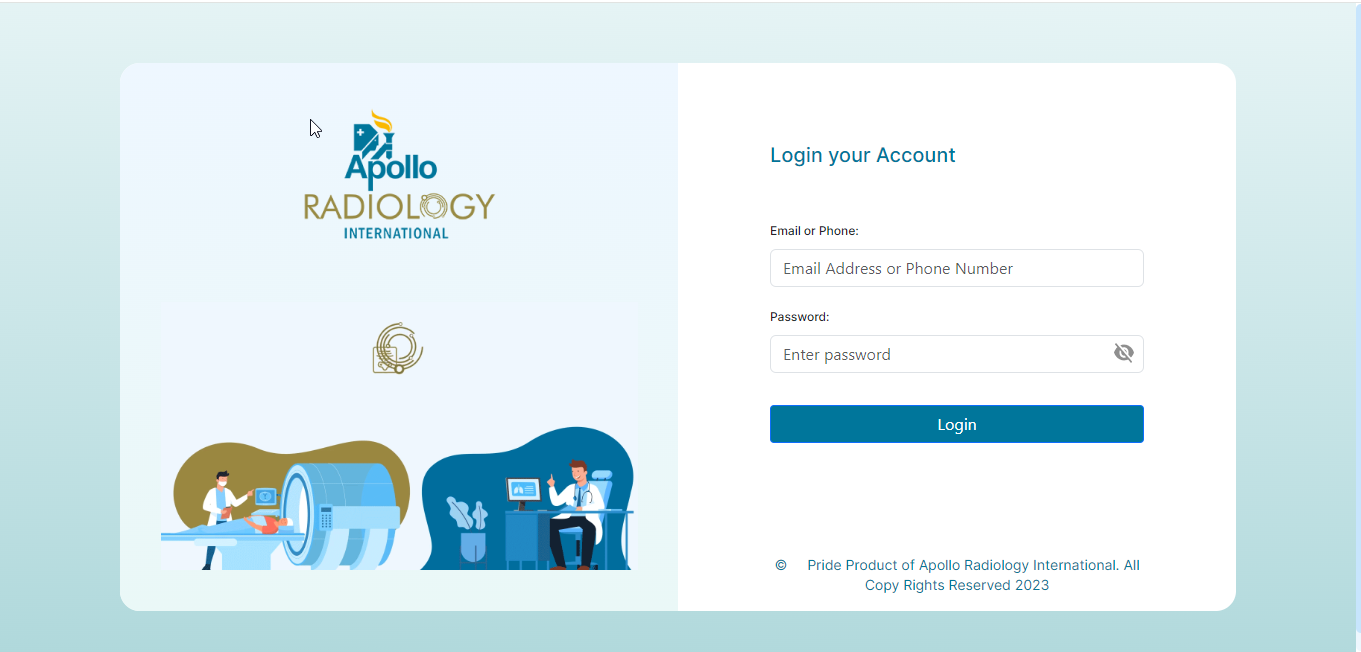 Apollo
RADIOLOGY
INTERNATIONAL
Login your Account
Email or Phone:
Email Address or Phone Number
Password:
Enter password
Login
© Pride Product of Apollo Radiology International. All
Copy Rights Reserved 2023